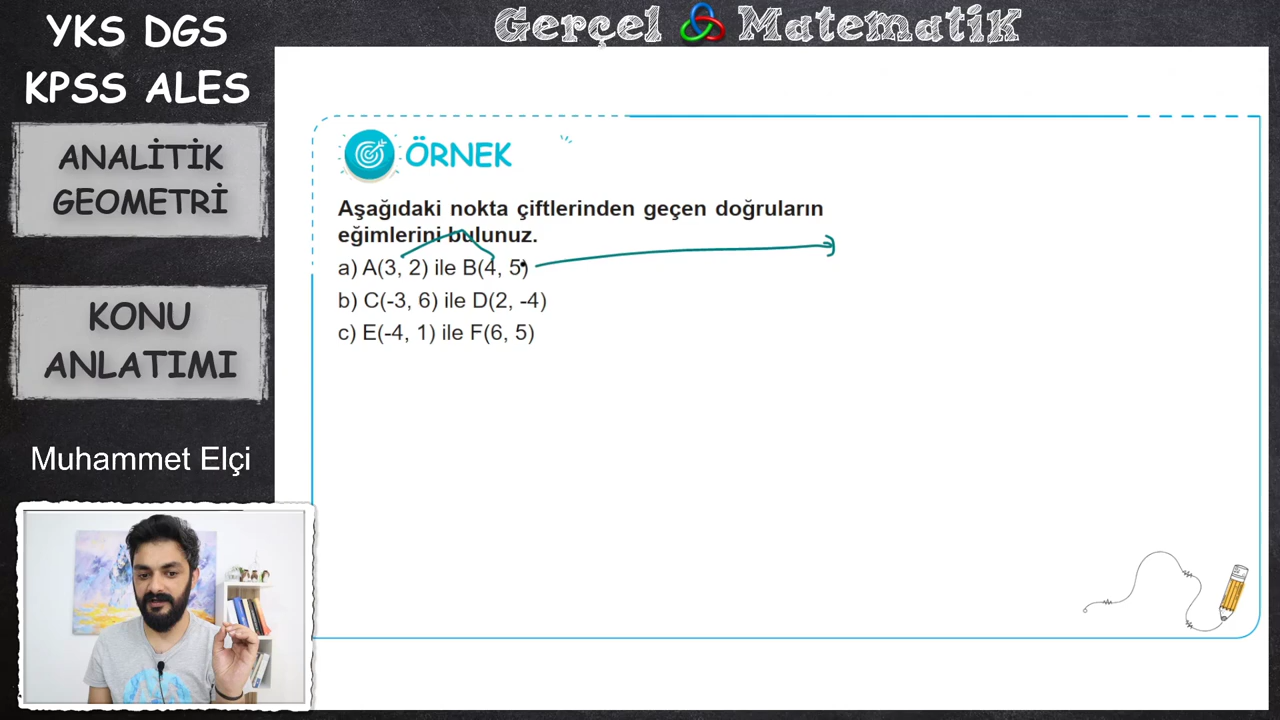 YKS DGS
KPSS ALES
ANALİTİK
GEOMETRİ
KONU
ANLATIMI
Muhammet Elçi
Gerçel Matematik
ÖRNEK
Aşağıdaki nokta çiftlerinden geçen doğruların
eğimlerini bulunuz.
a) A(3, 2) ile B(4, 5)
b) C(-3, 6) ile D(2, -4)
c) E(-4, 1) ile F(6, 5)